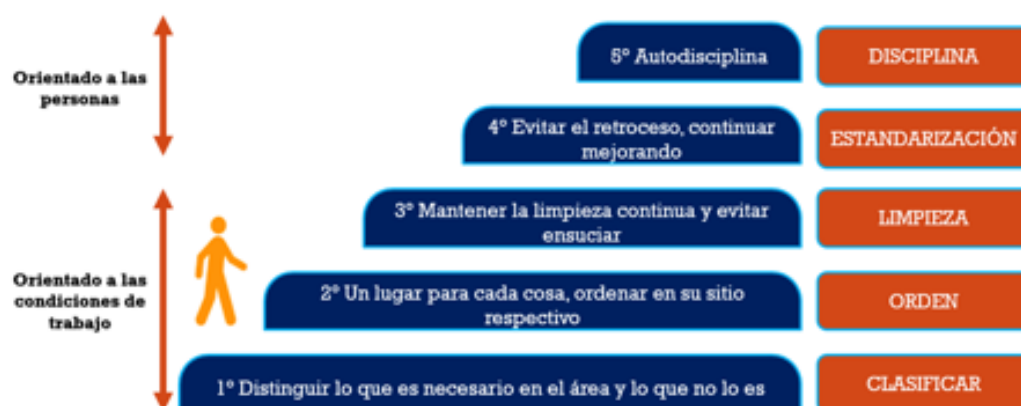 Orientado a las
personas
5º Autodisciplina
DISCIPLINA
4º Evitar el retroceso, continuar
mejorando
ESTANDARIZACIÓN
3º Mantener la limpieza continua y evitar
ensuciar
LIMPIEZA
Orientado a las
condiciones de
trabajo
2º Un lugar para cada cosa, ordenar en su sitio
respectivo
ORDEN
1º Distinguir lo que es necesario en el área y lo que no lo es
CLASIFICAR